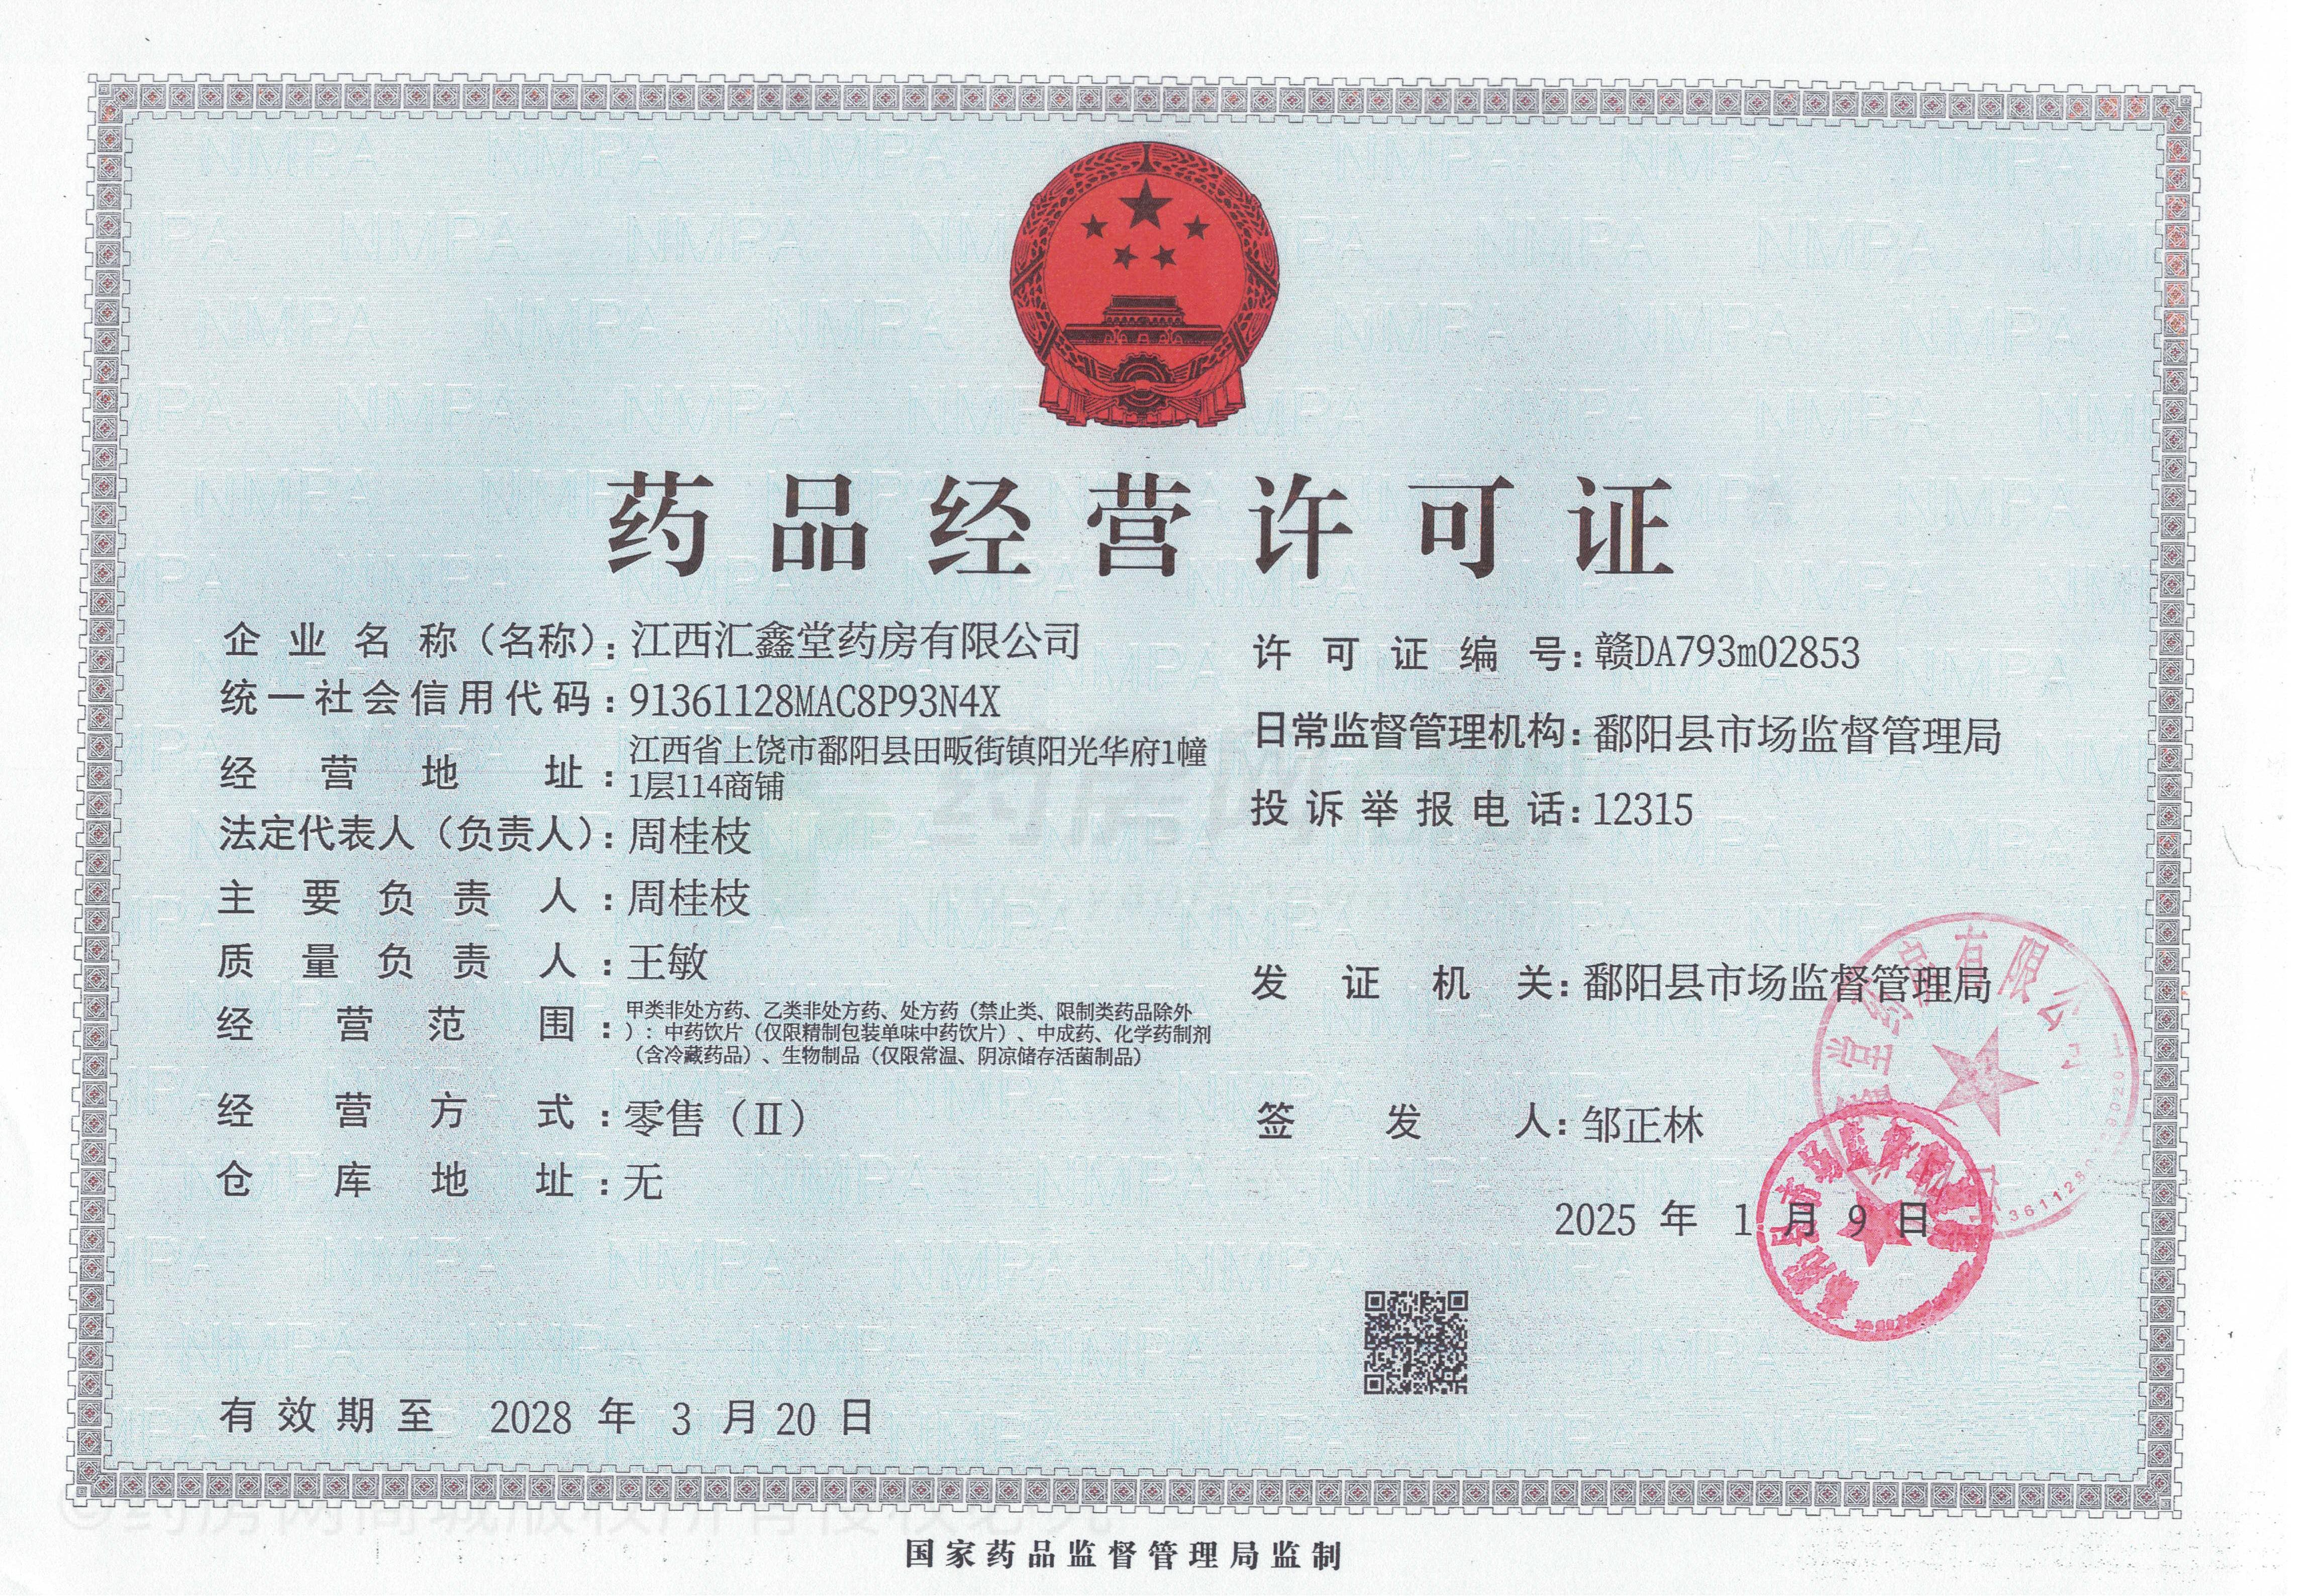 药品经营许可证
企业名称（名称）：江西汇鑫堂药房有限公司
统一社会信用代码：91361128MAC8P93N4X
经营地址：江西省上饶市鄱阳县田畈街镇阳光华府1幢
1层114商铺
法定代表人（负责人）：周桂枝
主要负责人：周桂枝
质量负责人：王敏
经营范围：甲类非处方药、乙类非处方药、处方药（禁止类、限制类药品除外
）：中药饮片（仅限精制包装单味中药饮片）、中成药、化学药制剂
（含冷藏药品）、生物制品（仅限常温、阴凉储存活菌制品）
经营方式：零售（Ⅱ）
仓库地址：无
许可证编号：赣DA793m02853
日常监督管理机构：鄱阳县市场监督管理局
投诉举报电话：12315
发证机关：鄱阳县市场监督管理局
签发人：邹正林
2025 年 1 月 9 日
有效期至 2028 年 3 月 20 日
国家药品监督管理局监制